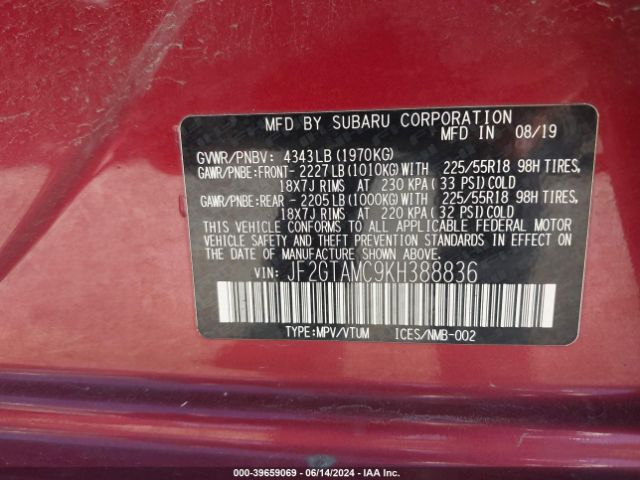 MFD BY SUBARU CORPORATION
MFD IN 08/19
GVWR/PNBV: 4343LB(1970KG)
GAWR/PNBE:FRONT- 2227LB(1010KG)WITH 225/55R18 98H TIRES,
18X7J RIMS AT 230 KPA( 33 PSI)COLD
GAWR/PNBE:REAR - 2205LB(1000KG)WITH 225/55R18 98H TIRES,
18X7J RIMS AT 220 KPA( 32 PSI)COLD
THIS VEHICLE CONFORMS TO ALL APPLICABLE FEDERAL MOTOR
VEHICLE SAFETY AND THEFT PREVENTION STANDARDS IN EFFECT ON
THE DATE OF MANUFACTURE SHOWN ABOVE.
VIN: JF2GTAMC9KH388836
TYPE:MPV/VTUM ICES/NMB-002
000-39659069 - 06/14/2024 - IAA Inc.